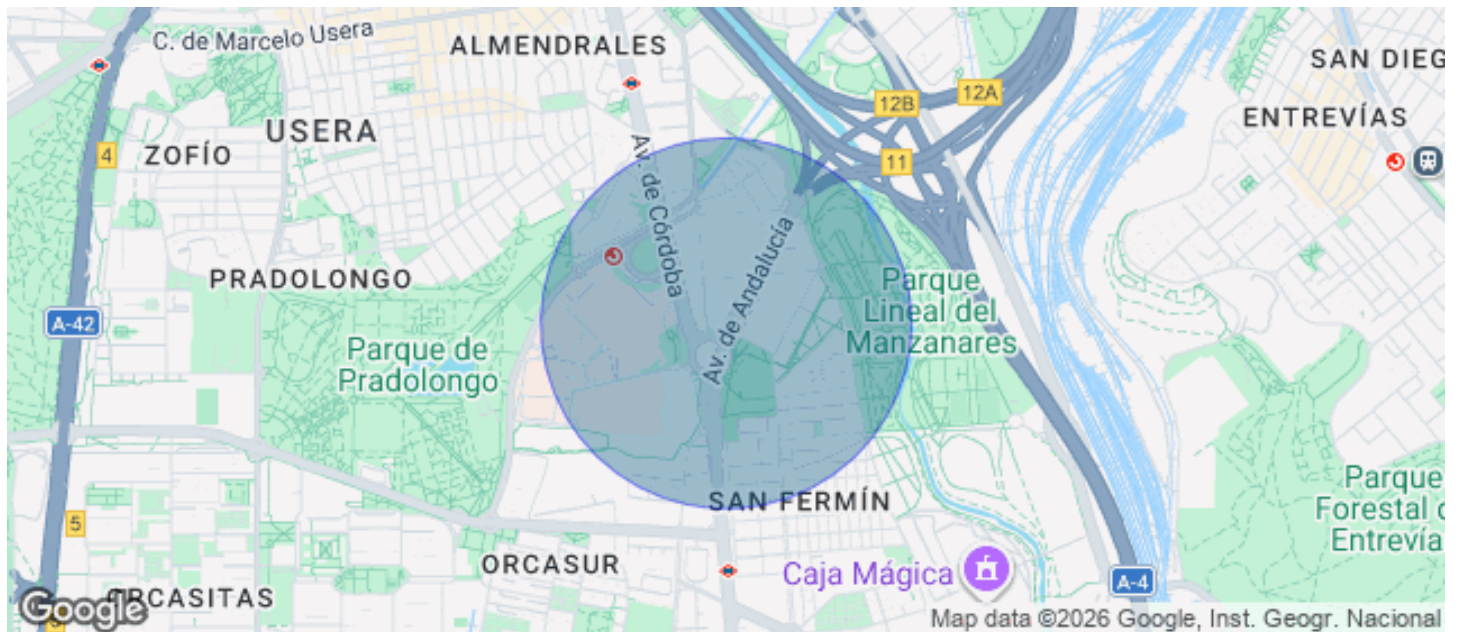 C. de Marcelo Usera
ALMENDRALES
SAN DIEG
12B
12A
ENTREVÍAS
USERA
4
ZOFÍO
11
Av. de Córdoba
Av. de Andalucía
PRADOLONGO
Parque
Lineal del
Manzanares
A-42
Parque de
Pradolongo
SAN FERMÍN
Parque
Forestal
Entrevía
5
ORCASUR
Caja Mágica
A-4
ORCASITAS
Google
Map data ©2026 Google, Inst. Geogr. Nacional